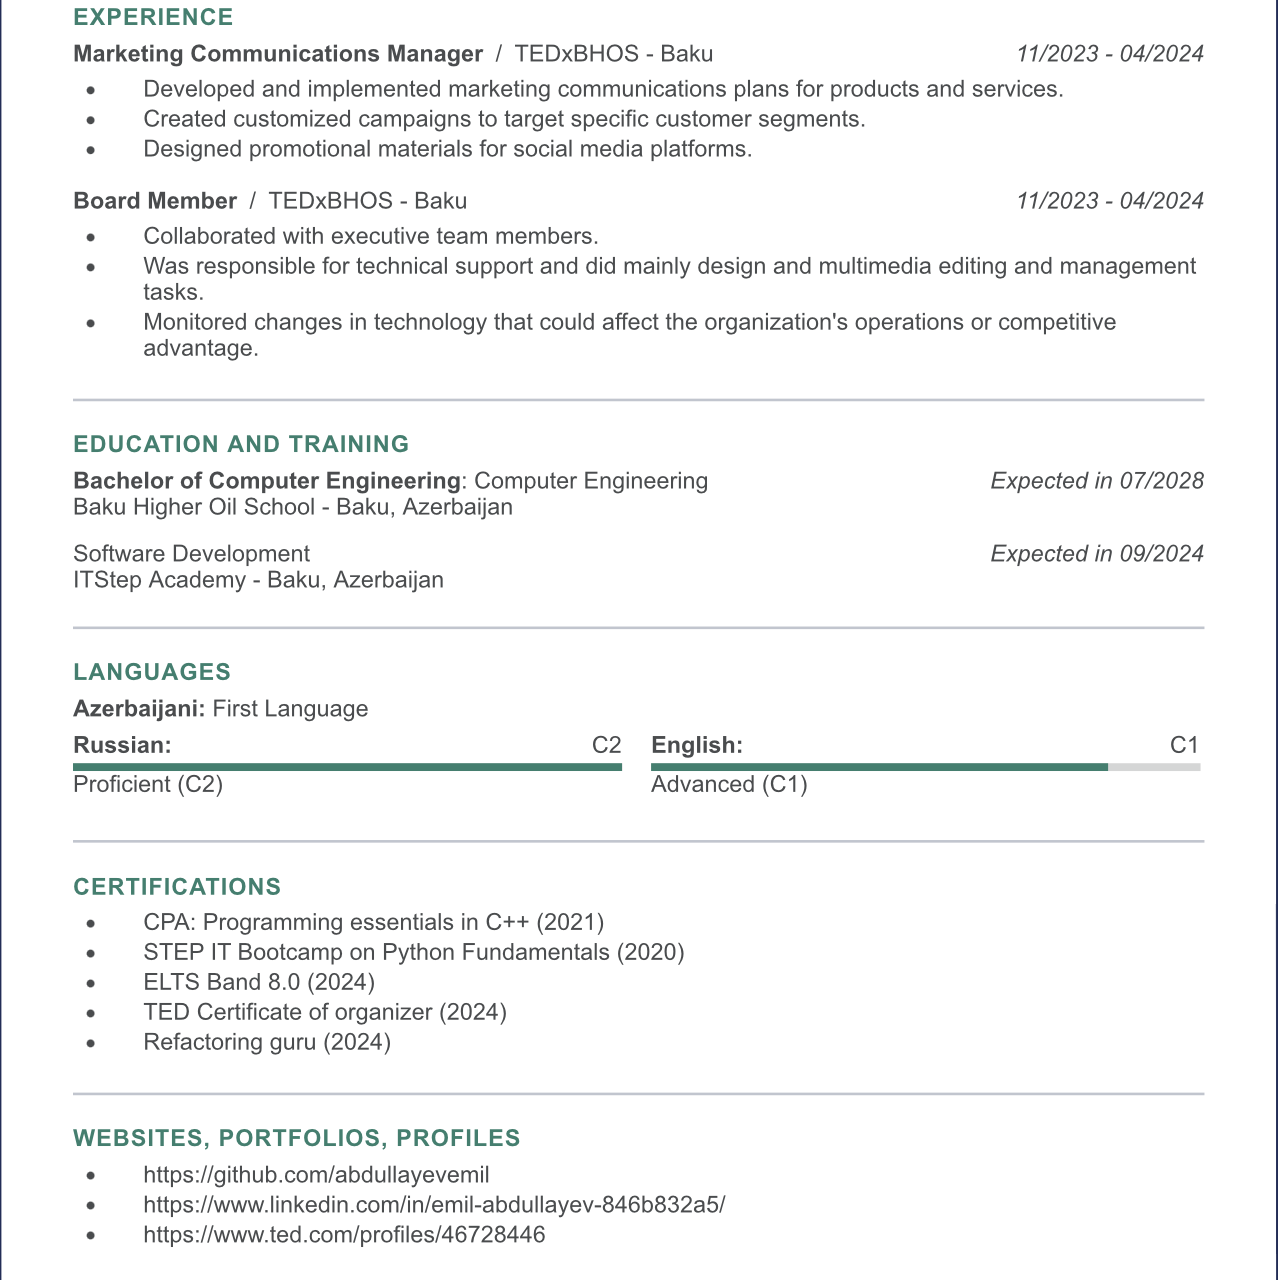 EXPERIENCE
Marketing Communications Manager / TEDxBHOS - Baku 11/2023 - 04/2024
• Developed and implemented marketing communications plans for products and services.
• Created customized campaigns to target specific customer segments.
• Designed promotional materials for social media platforms.
Board Member / TEDxBHOS - Baku 11/2023 - 04/2024
• Collaborated with executive team members.
• Was responsible for technical support and did mainly design and multimedia editing and management
tasks.
• Monitored changes in technology that could affect the organization's operations or competitive
advantage.
EDUCATION AND TRAINING
Bachelor of Computer Engineering: Computer Engineering Expected in 07/2028
Baku Higher Oil School - Baku, Azerbaijan
Software Development Expected in 09/2024
ITStep Academy - Baku, Azerbaijan
LANGUAGES
Azerbaijani: First Language
Russian: C2 English: C1
Proficient (C2) Advanced (C1)
CERTIFICATIONS
• CPA: Programming essentials in C++ (2021)
• STEP IT Bootcamp on Python Fundamentals (2020)
• ELTS Band 8.0 (2024)
• TED Certificate of organizer (2024)
• Refactoring guru (2024)
WEBSITES, PORTFOLIOS, PROFILES
• https://github.com/abdullayevemil
• https://www.linkedin.com/in/emil-abdullayev-846b832a5/
• https://www.ted.com/profiles/46728446